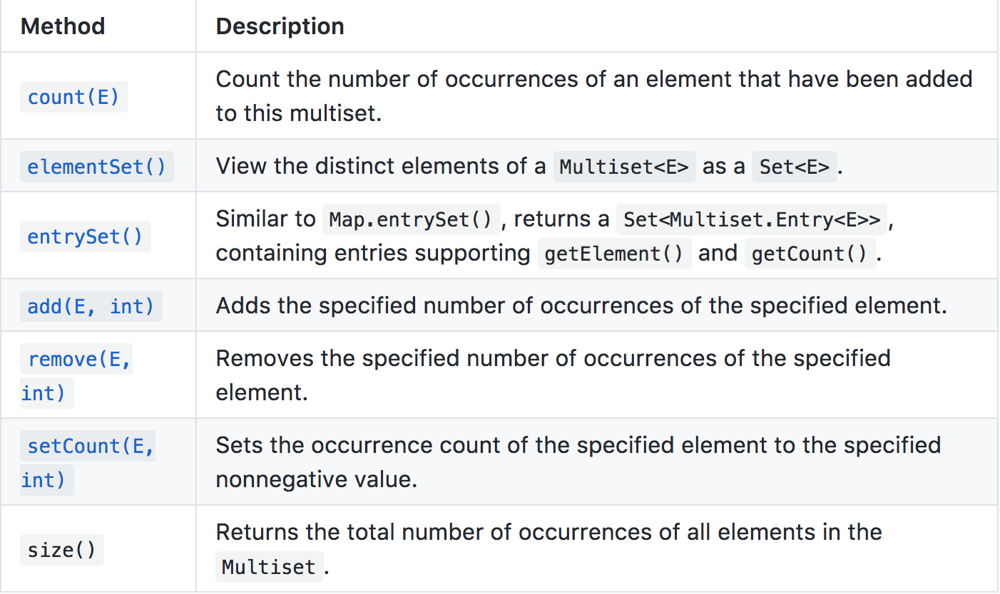 Method Description
count(E) Count the number of occurrences of an element that have been added
to this multiset.
elementSet() View the distinct elements of a Multiset<E> as a Set<E>.
entrySet() Similar to Map.entrySet(), returns a Set<Multiset.Entry<E>>,
containing entries supporting getElement() and getCount().
add(E, int) Adds the specified number of occurrences of the specified element.
remove(E, Removes the specified number of occurrences of the specified
int) element.
setCount(E, Sets the occurrence count of the specified element to the specified
int) nonnegative value.
size() Returns the total number of occurrences of all elements in the
Multiset.